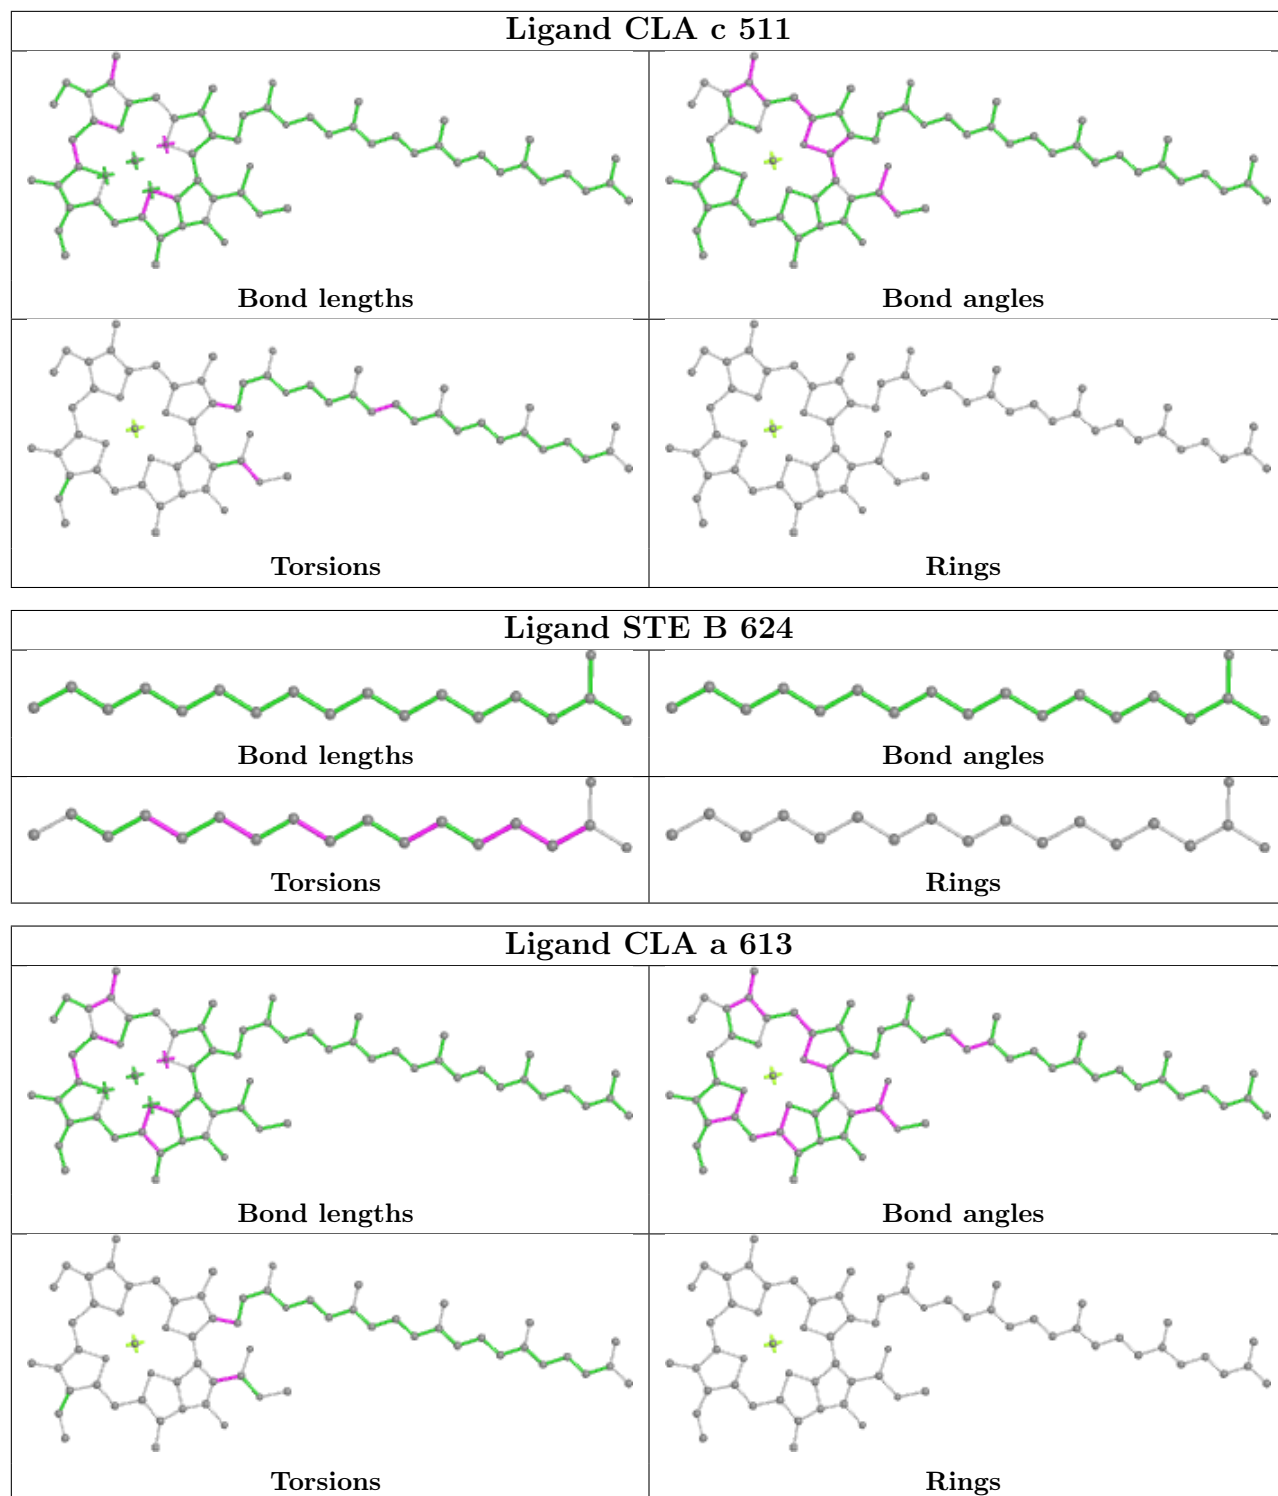 Ligand CLA c 511
Bond lengths
Bond angles
Torsions
Rings
Ligand STE B 624
Bond lengths
Bond angles
Torsions
Rings
Ligand CLA a 613
Bond lengths
Bond angles
Torsions
Rings